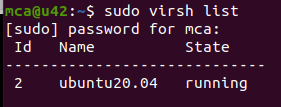 mca@u42:~$ sudo virsh list
[sudo] password for mca:
 Id   Name          State
------------------------------
 2    ubuntu20.04   running